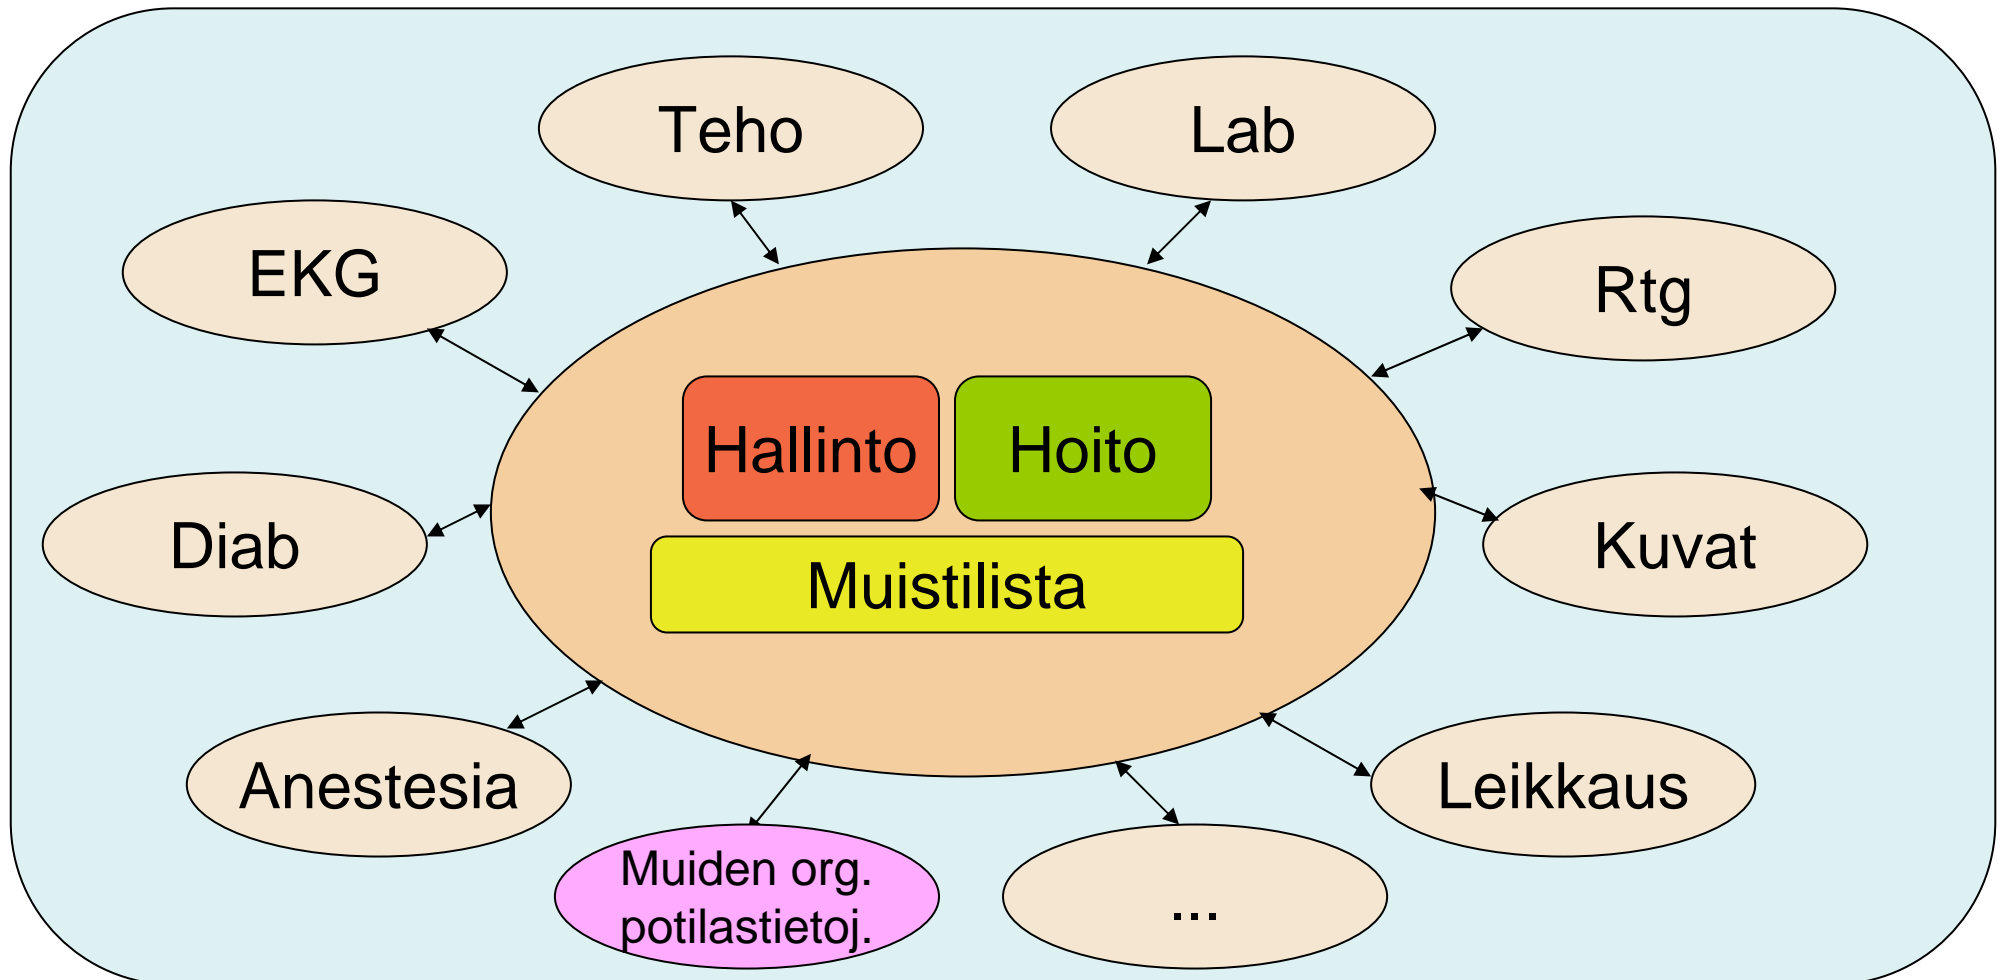 Teho
Lab
EKG
Rtg
Hallinto
Hoito
Diab
Kuvat
Muistilista
Anestesia
Leikkaus
Muiden org.
potilastietoj.
...